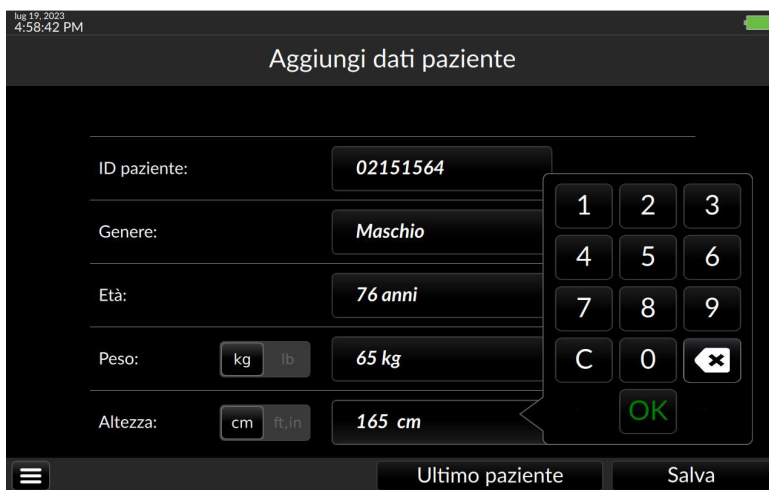 lug 19, 2023
4:58:42 PM
Aggiungi dati paziente
ID paziente: 02151564
Genere: Maschio
Età: 76 anni
Peso: kg lb 65 kg
Altezza: cm ft,in 165 cm
1 2 3
4 5 6
7 8 9
C 0
OK
Ultimo paziente Salva